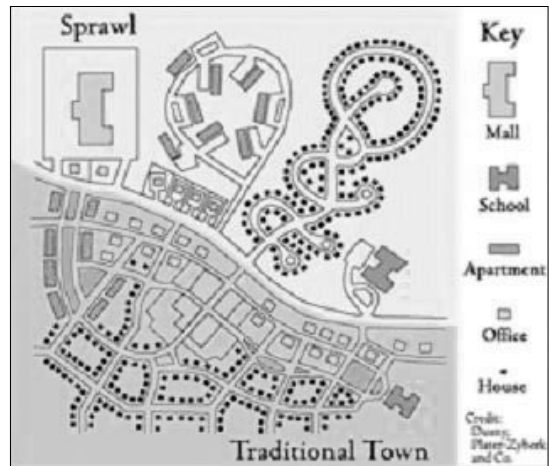 Sprawl
Key
Mall
School
Apartment
Office
House
Credit:
Duany,
Plater-Zyberk
and Co.
Traditional Town